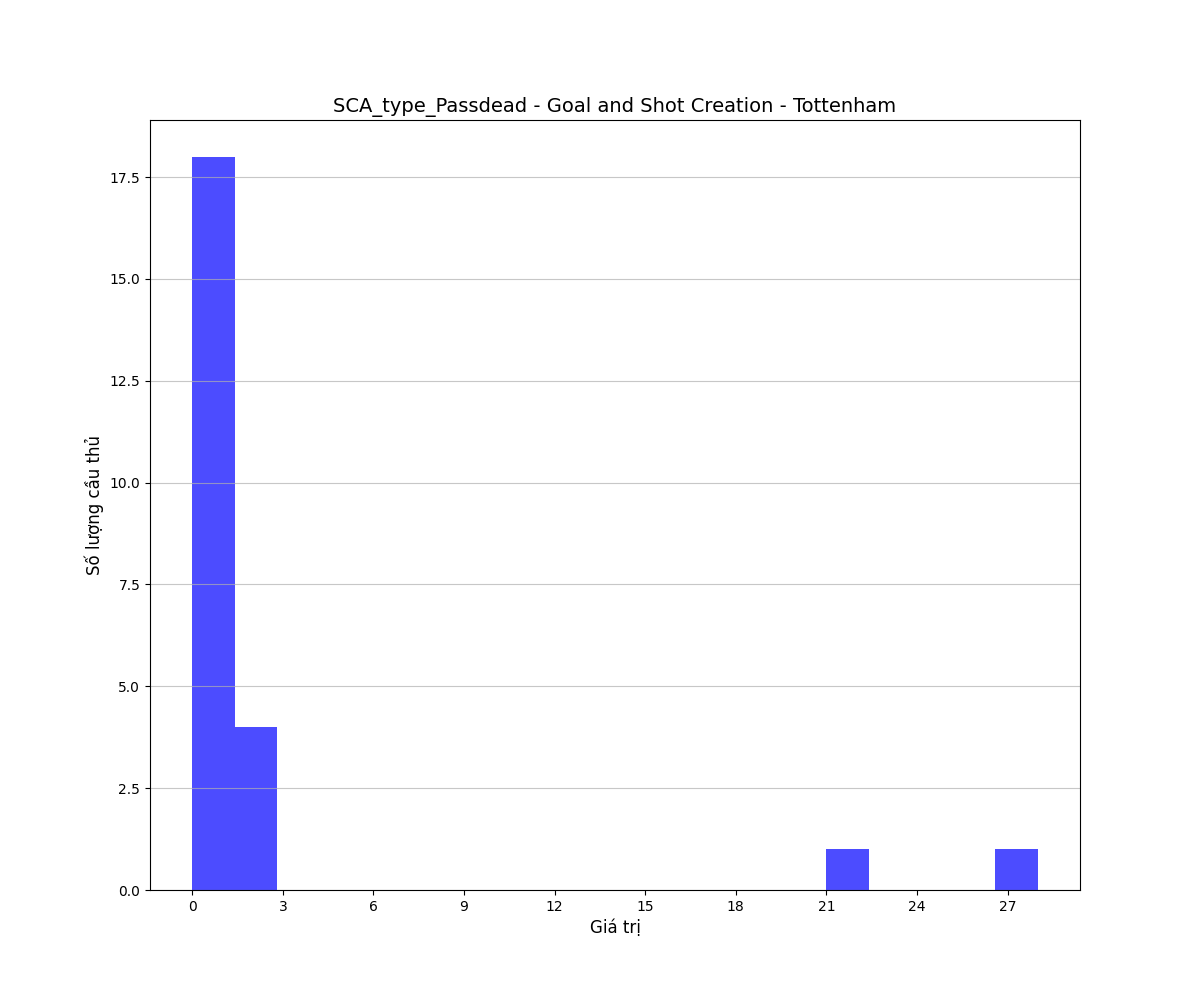 SCA_type_Passdead - Goal and Shot Creation - Tottenham
Số lượng cầu thủ
17.5
15.0
12.5
10.0
7.5
5.0
2.5
0.0
0 3 6 9 12 15 18 21 24 27
Giá trị